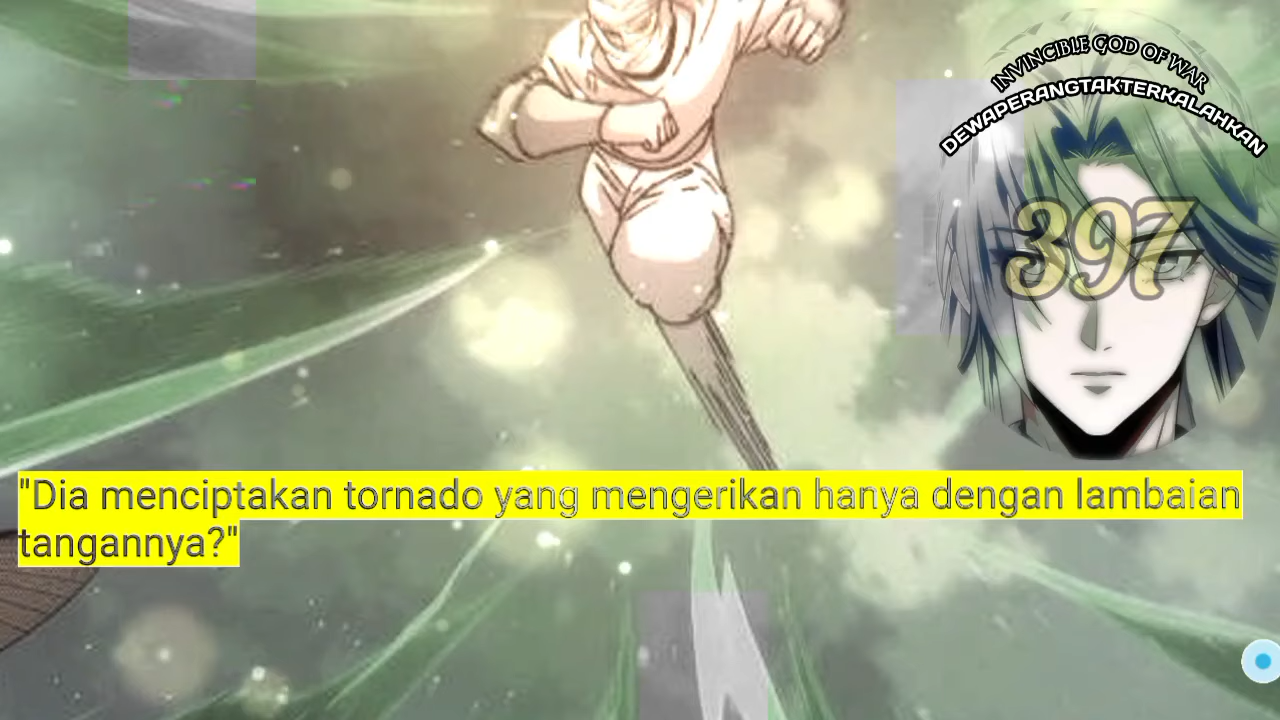 INVINCIBLE GOD OF WAR
DEWAPERANGTAKTERKALAHKAN
397
"Dia menciptakan tornado yang mengerikan hanya dengan lambaian
tangannya?"